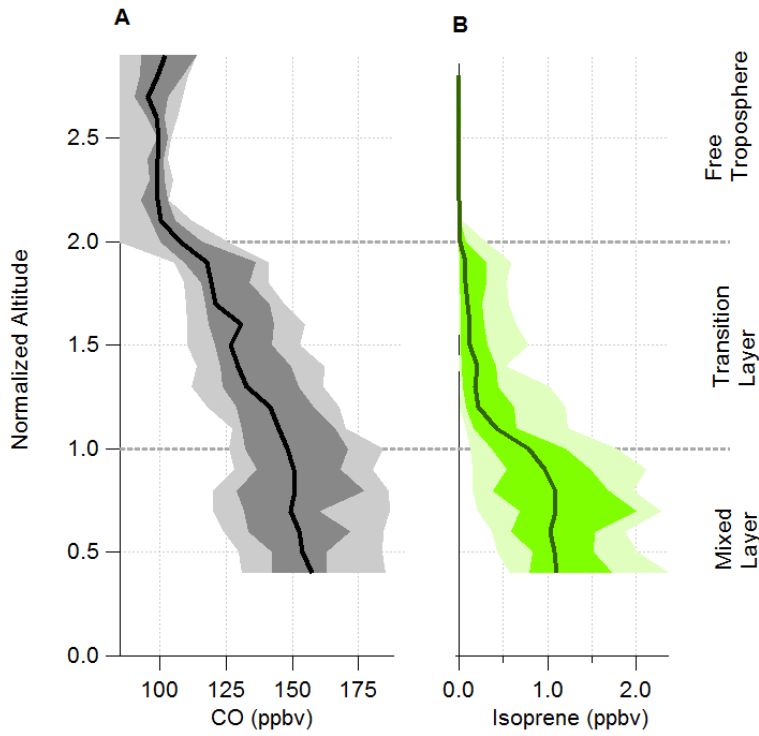 A
B
2.5
2.0
1.5
1.0
0.5
0.0
Normalized Altitude
100
125
150
175
CO (ppbv)
0.0
1.0
2.0
Isoprene (ppbv)
Free
Troposphere
Transition
Layer
Mixed
Layer